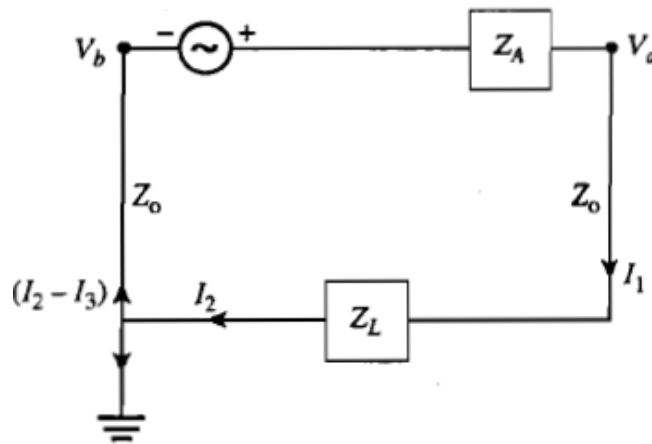 V_b - ~ + Z_A V_a
Z_o Z_o
(I_2 – I_3) I_2 Z_L I_1